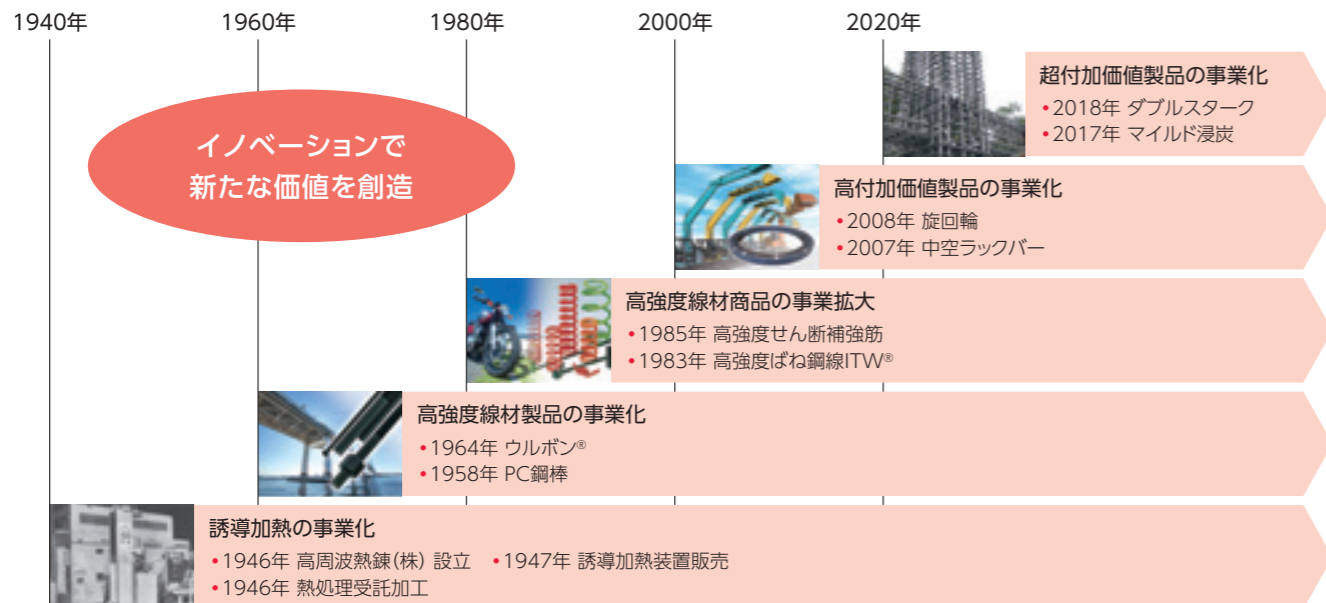 1940年 1960年 1980年 2000年 2020年
イノベーションで
新たな価値を創造
超付加価値製品の事業化
•2018年 ダブルスターク
•2017年 マイルド浸炭
高付加価値製品の事業化
•2008年 旋回輪
•2007年 中空ラックバー
高強度線材商品の事業拡大
•1985年 高強度せん断補強筋
•1983年 高強度ばね鋼線ITW®
高強度線材製品の事業化
•1964年 ウルボン®
•1958年 PC鋼棒
誘導加熱の事業化
•1946年 高周波熱錬(株) 設立 •1947年 誘導加熱装置販売
•1946年 熱処理受託加工